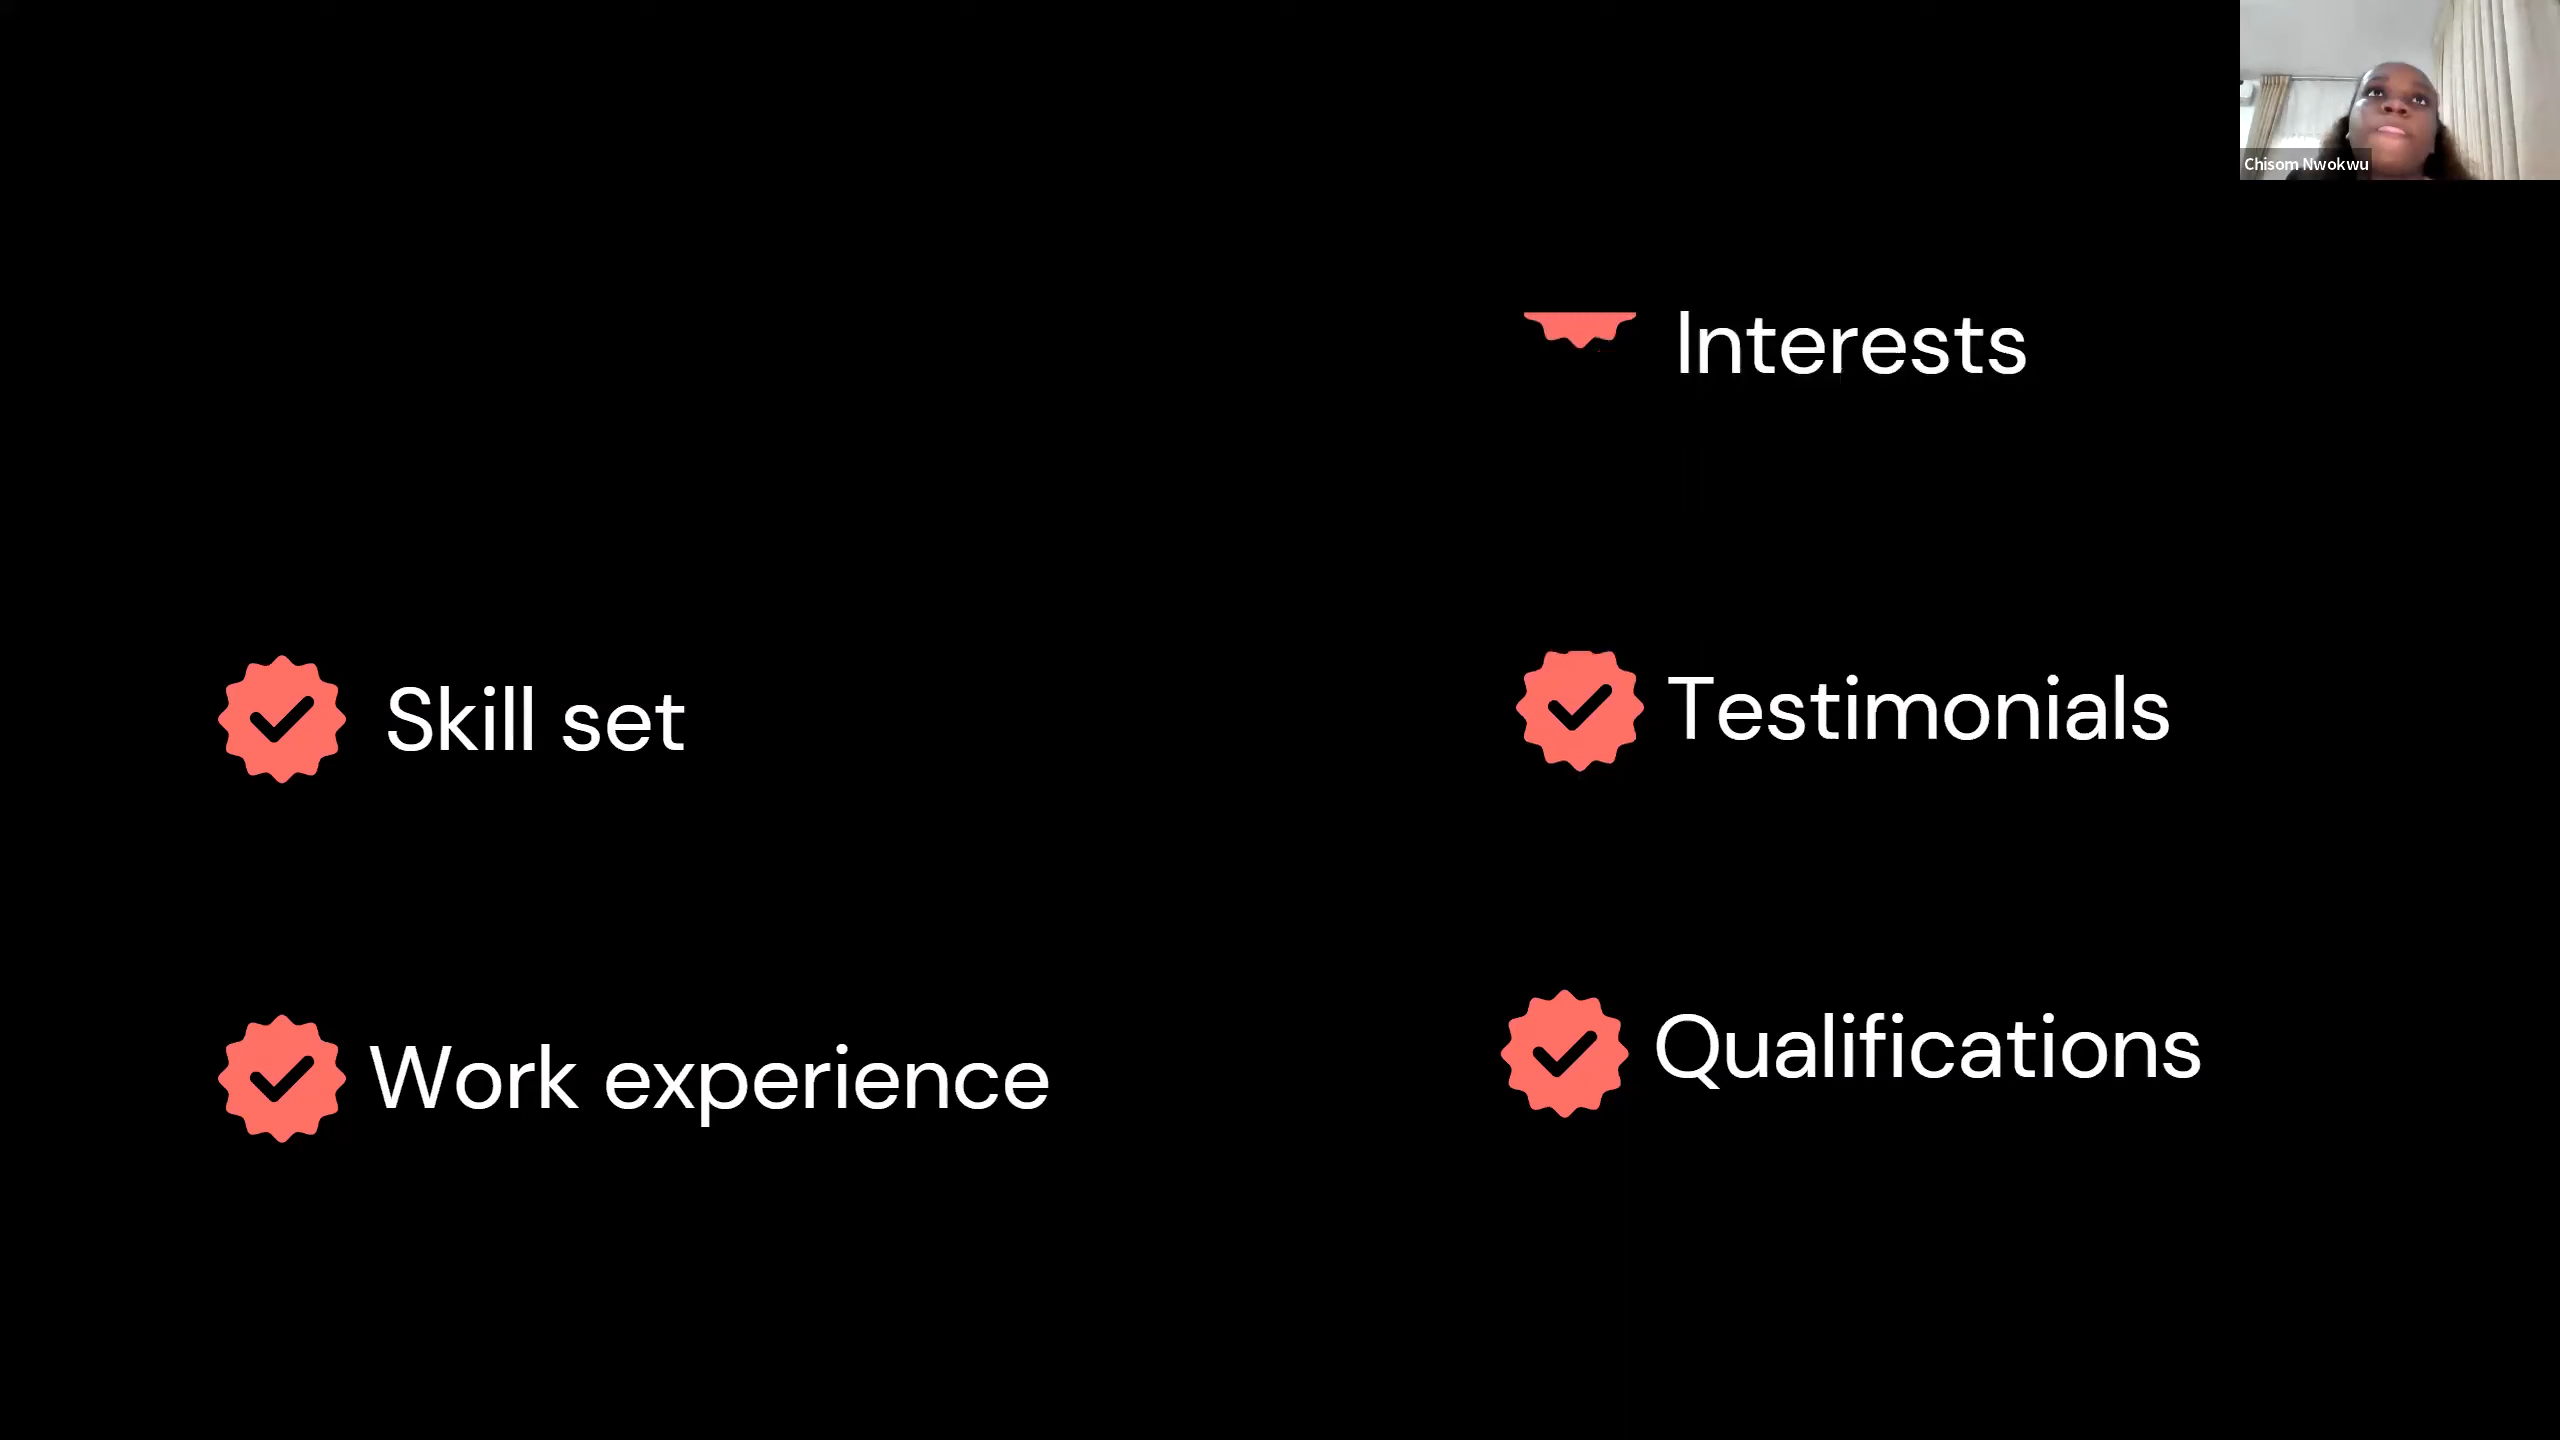 Chisom Nwokwu
Interests
Skill set
Testimonials
Work experience
Qualifications